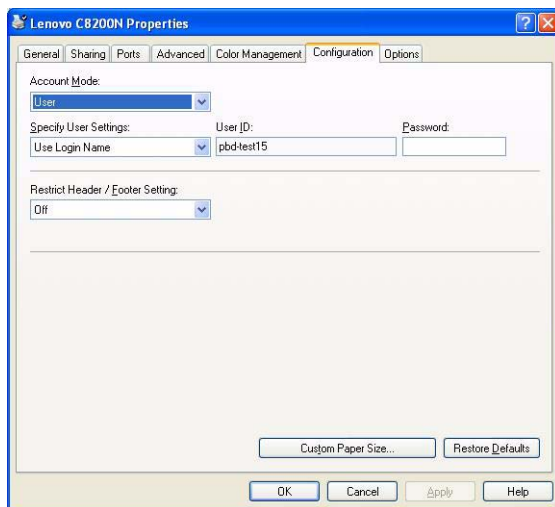 Lenovo C8200N Properties
General Sharing Ports Advanced Color Management Configuration Options
Account Mode:
User
Specify User Settings: User ID: Password:
Use Login Name pbd-test15
Restrict Header / Footer Setting:
Off
Custom Paper Size... Restore Defaults
OK Cancel Apply Help